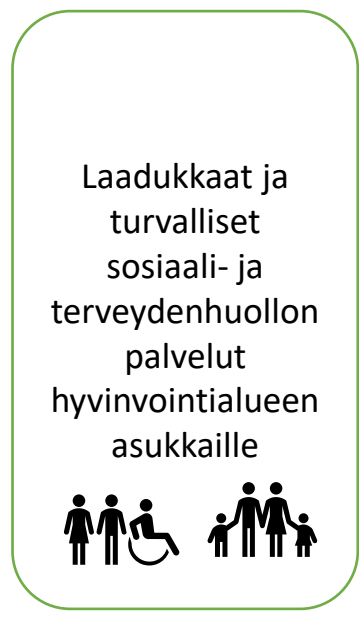 Laadukkaat ja
turvalliset
sosiaali- ja
terveydenhuollon
palvelut
hyvinvointialueen
asukkaille